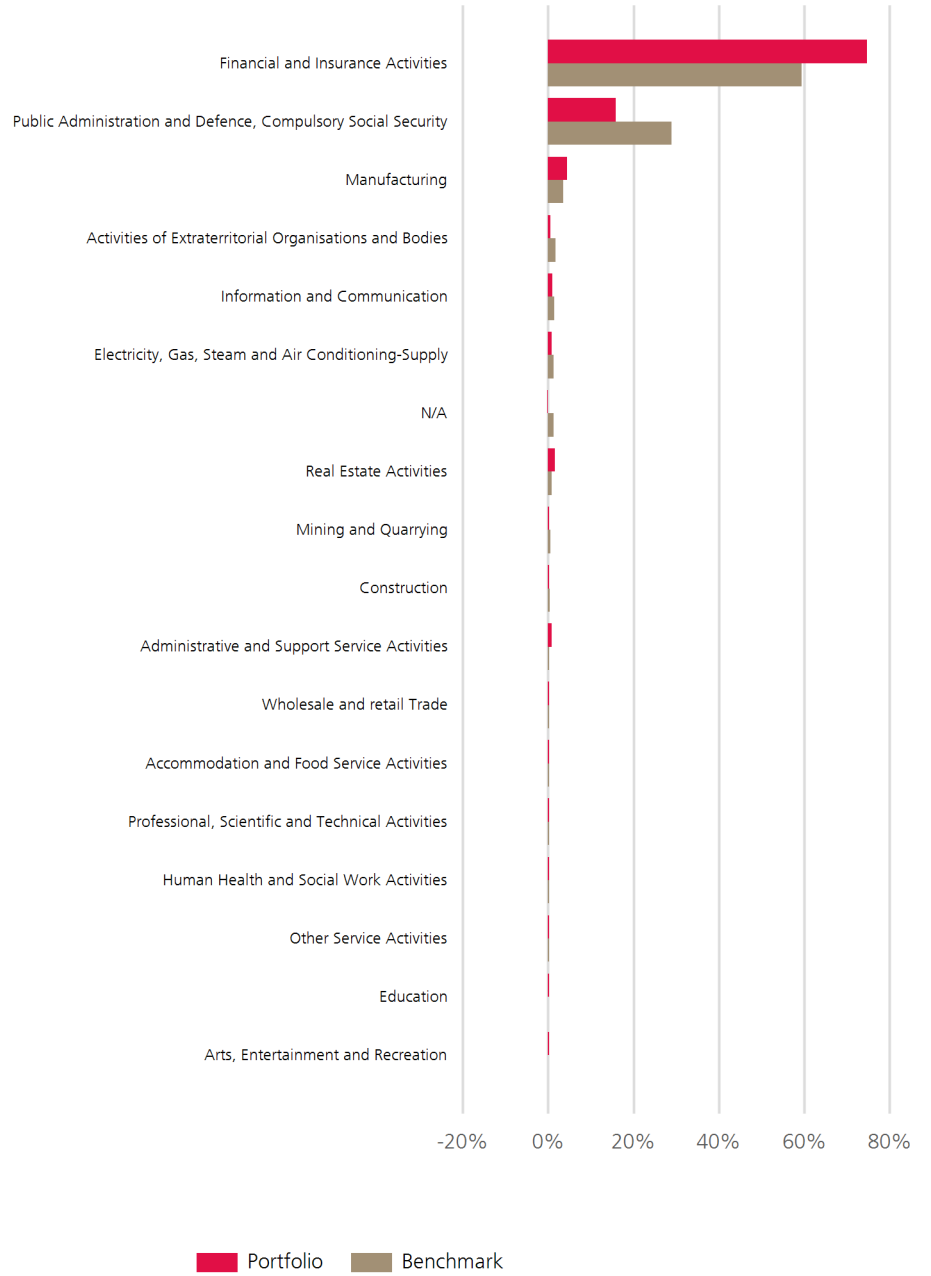 Financial and Insurance Activities
Public Administration and Defence, Compulsory Social Security
Manufacturing
Activities of Extraterritorial Organisations and Bodies
Information and Communication
Electricity, Gas, Steam and Air Conditioning-Supply
N/A
Real Estate Activities
Mining and Quarrying
Construction
Administrative and Support Service Activities
Wholesale and retail Trade
Accommodation and Food Service Activities
Professional, Scientific and Technical Activities
Human Health and Social Work Activities
Other Service Activities
Education
Arts, Entertainment and Recreation
-20% 0% 20% 40% 60% 80%
Portfolio Benchmark